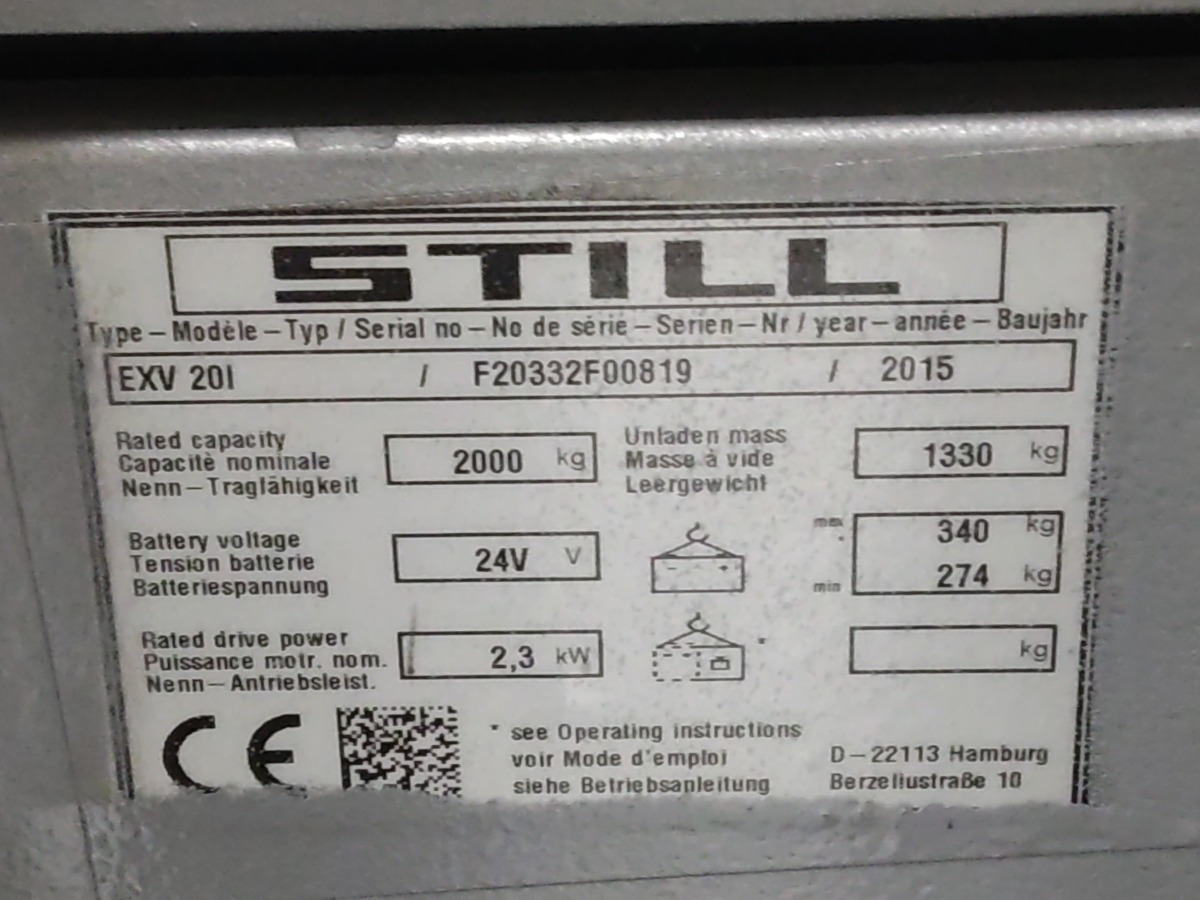 STILL
Type – Modèle – Typ / Serial no – No de série – Serien – Nr / year – année – Baujahr
EXV 20I / F20332F00819 / 2015
Rated capacity
Capacité nominale
Nenn – Tragfähigkeit
2000 kg
Unladen mass
Masse à vide
Leergewicht
1330 kg
Battery voltage
Tension batterie
Batteriespannung
24V V
max 340 kg
min 274 kg
Rated drive power
Puissance motr. nom.
Nenn – Antriebsleist.
2,3 kW
*
kg
CE
* see Operating instructions
voir Mode d'emploi
siehe Betriebsanleitung
D – 22113 Hamburg
Berzeliustraße 10